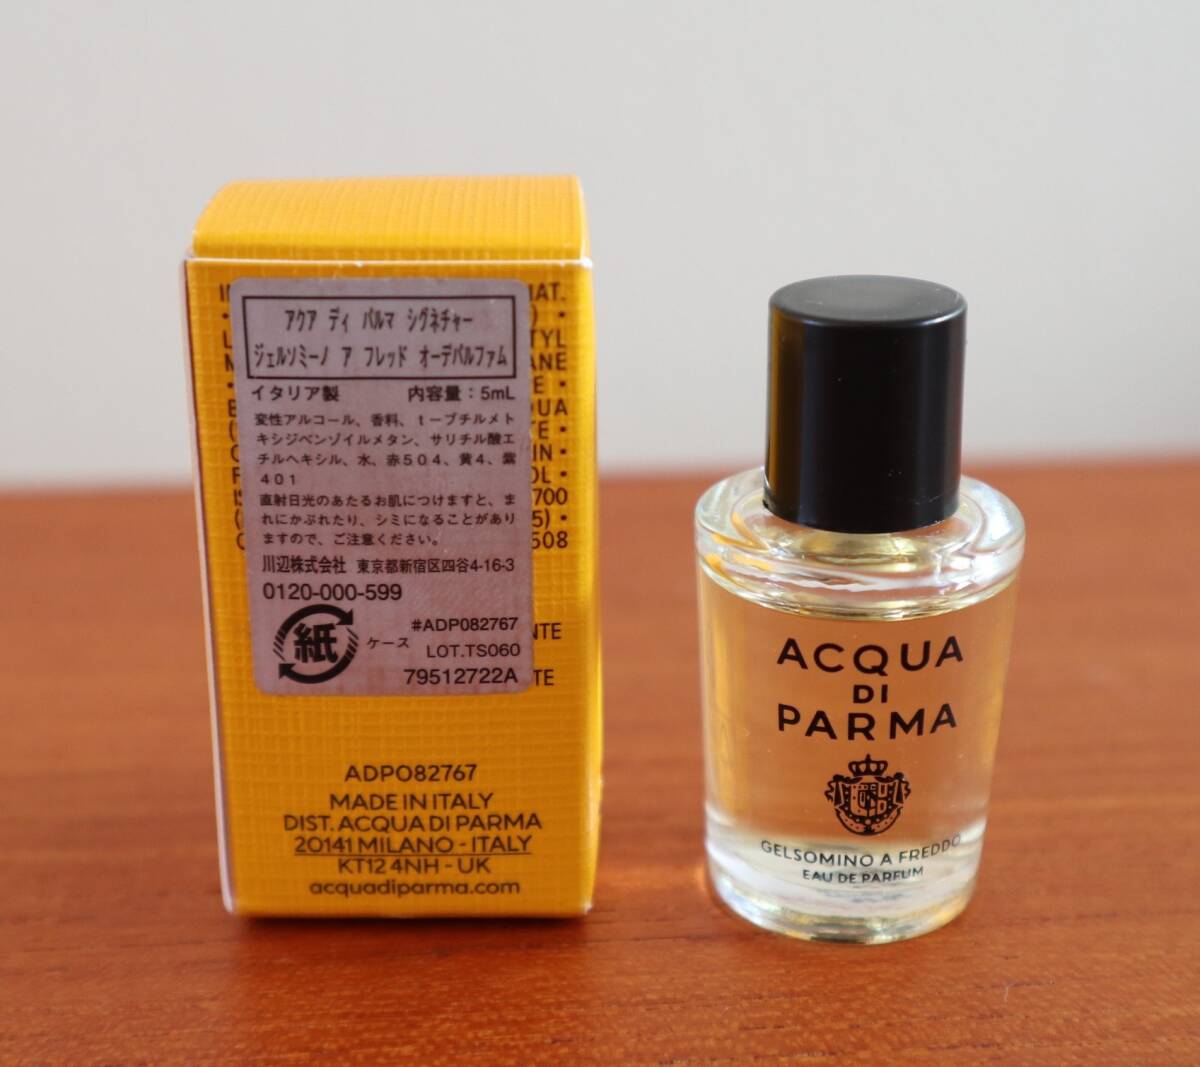 アクア ディ パルマ シグネチャー
ジェルソミーノ ア フレッド オーデパルファム
イタリア製 内容量：5mL
変性アルコール、香料、t－ブチルメト
キシジベンゾイルメタン、サリチル酸エ
チルヘキシル、水、赤504、黄4、紫
401
直射日光のあたるお肌につけますと、ま
れにかぶれたり、シミになることがあり
ますので、ご注意ください。
川辺株式会社 東京都新宿区四谷4-16-3
0120-000-599
紙 ケース
#ADP082767
LOT.TS060
79512722A
ADP082767
MADE IN ITALY
DIST. ACQUA DI PARMA
20141 MILANO - ITALY
KT12 4NH - UK
acquadiparma.com
ACQUA
DI
PARMA
GELSOMINO A FREDDO
EAU DE PARFUM